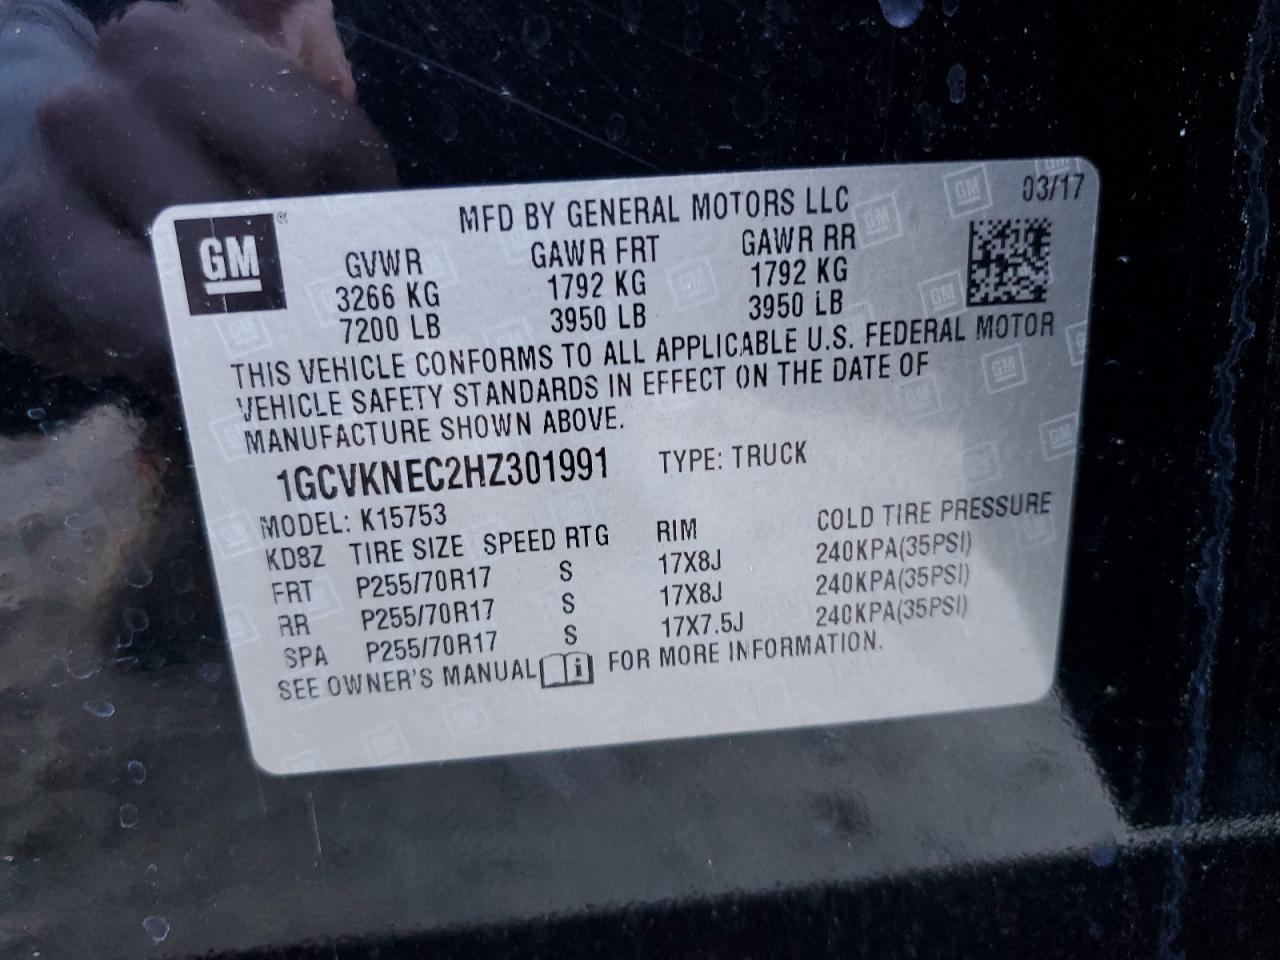 GM ®
MFD BY GENERAL MOTORS LLC 03/17
GVWR GAWR FRT GAWR RR
3266 KG 1792 KG 1792 KG
7200 LB 3950 LB 3950 LB
THIS VEHICLE CONFORMS TO ALL APPLICABLE U.S. FEDERAL MOTOR
VEHICLE SAFETY STANDARDS IN EFFECT ON THE DATE OF
MANUFACTURE SHOWN ABOVE.
1GCVKNEC2HZ301991 TYPE: TRUCK
MODEL: K15753
KD8Z TIRE SIZE SPEED RTG RIM COLD TIRE PRESSURE
FRT P255/70R17 S 17X8J 240KPA(35PSI)
RR P255/70R17 S 17X8J 240KPA(35PSI)
SPA P255/70R17 S 17X7.5J 240KPA(35PSI)
SEE OWNER'S MANUAL i FOR MORE INFORMATION.